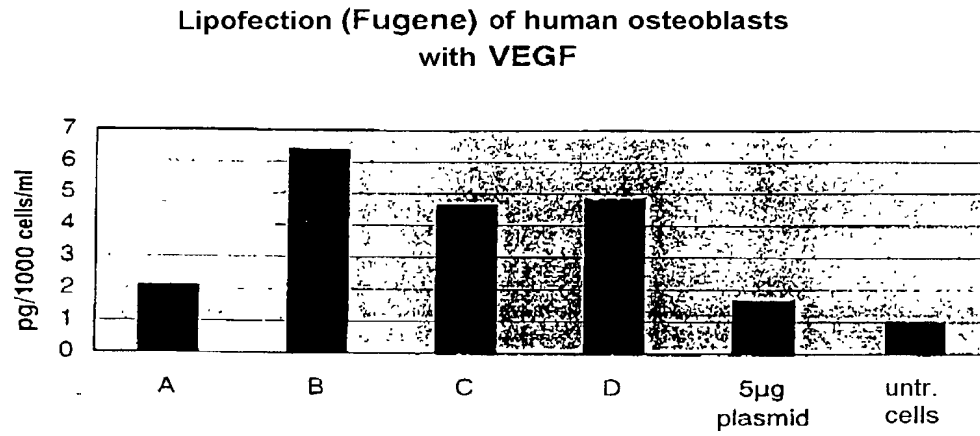 Lipofection (Fugene) of human osteoblasts
with VEGF
pg/1000 cells/ml
7
6
5
4
3
2
1
0
A B C D 5µg untr.
plasmid cells